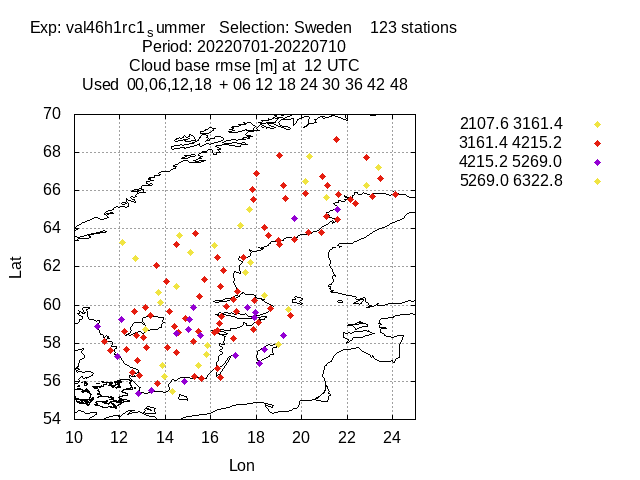 Exp: val46h1rc1summer Selection: Sweden 123 stations
Period: 20220701-20220710
Cloud base rmse [m] at 12 UTC
Used 00,06,12,18 + 06 12 18 24 30 36 42 48
2107.6 3161.4
3161.4 4215.2
4215.2 5269.0
5269.0 6322.8
70
68
66
64
62
60
58
56
54
Lat
10 12 14 16 18 20 22 24
Lon